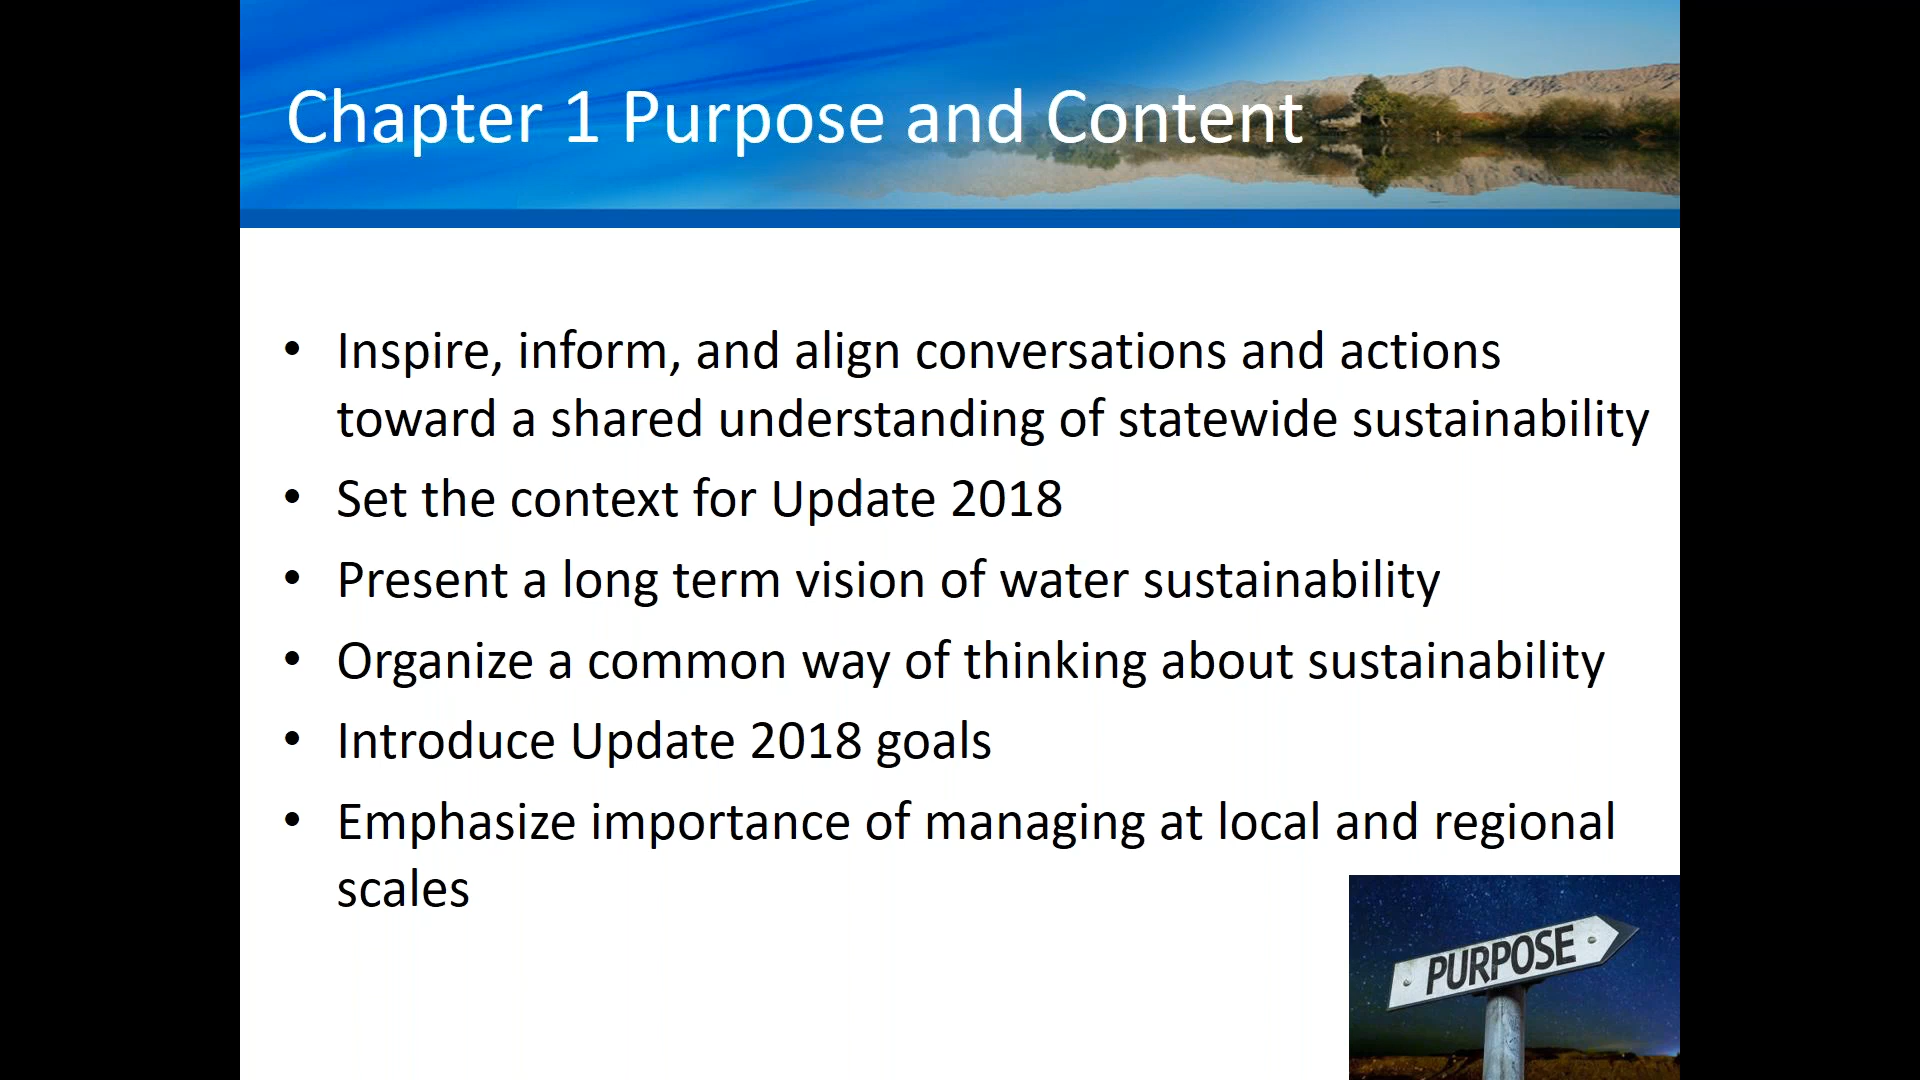 Chapter 1 Purpose and Content
• Inspire, inform, and align conversations and actions
toward a shared understanding of statewide sustainability
• Set the context for Update 2018
• Present a long term vision of water sustainability
• Organize a common way of thinking about sustainability
• Introduce Update 2018 goals
• Emphasize importance of managing at local and regional
scales
PURPOSE